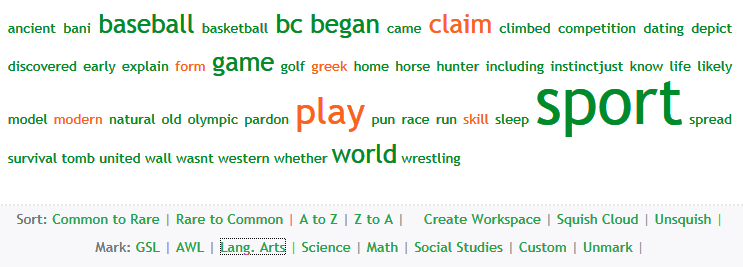 ancient bani baseball basketball bc began came claim climbed competition dating depict
discovered early explain form game golf greek home horse hunter including instinctjust know life likely
model modern natural old olympic pardon play pun race run skill sleep sport spread
survival tomb united wall wasnt western whether world wrestling
Sort: Common to Rare | Rare to Common | A to Z | Z to A | Create Workspace | Squish Cloud | Unsquish |
Mark: GSL | AWL | Lang. Arts | Science | Math | Social Studies | Custom | Unmark |